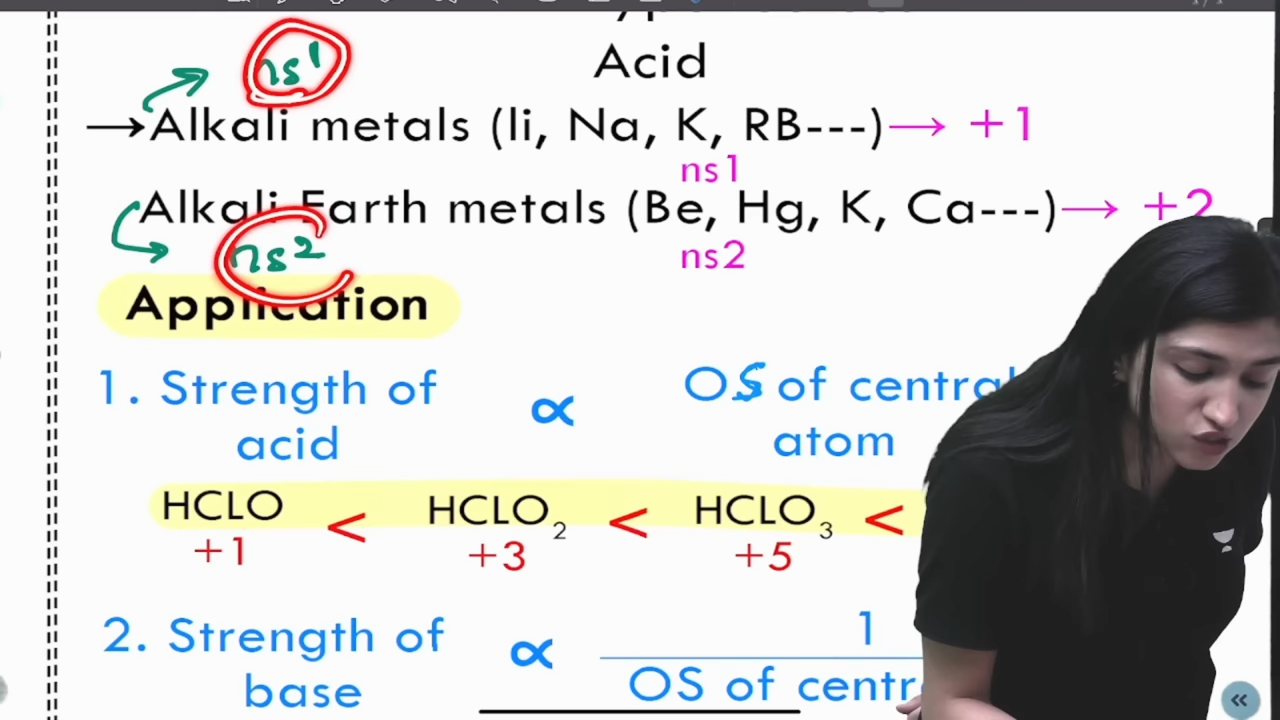 Acid
ns1
→Alkali metals (li, Na, K, RB---)→ +1
ns1
Alkali Earth metals (Be, Hg, K, Ca---)→ +2
ns2
ns2
Application
1. Strength of acid ∝ OS of central atom
HCLO < HCLO2 < HCLO3 <
+1 +3 +5
2. Strength of base ∝ 1
OS of centr